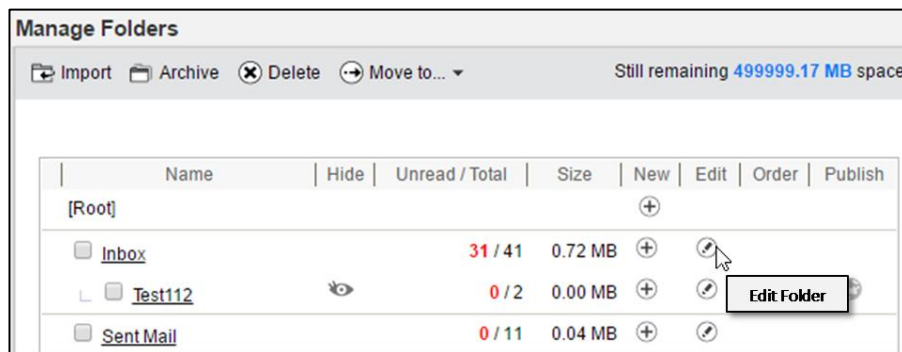 Manage Folders
Import Archive Delete Move to... Still remaining 499999.17 MB space
Name Hide Unread / Total Size New Edit Order Publish
[Root]
Inbox 31 / 41 0.72 MB
Test112 0 / 2 0.00 MB
Edit Folder
Sent Mail 0 / 11 0.04 MB